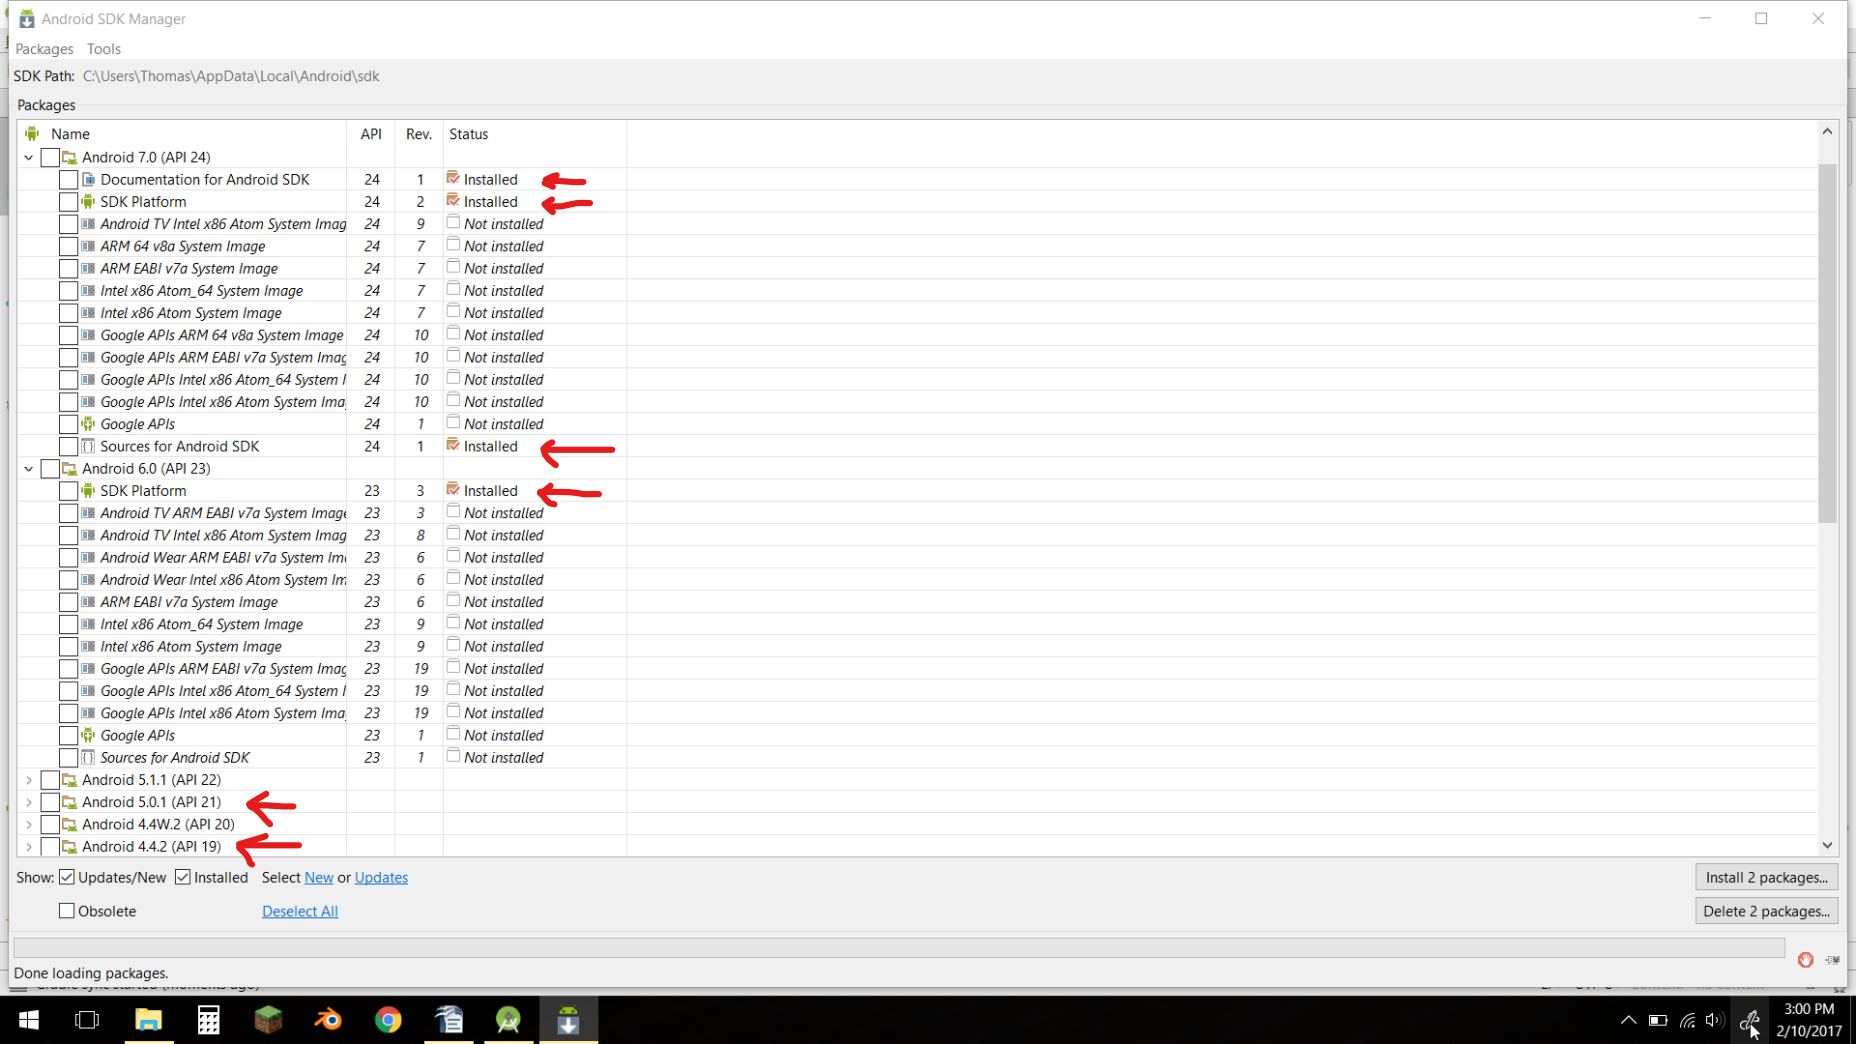 Android SDK Manager
Packages Tools
SDK Path: C:\Users\Thomas\AppData\Local\Android\sdk
Packages
Name API Rev. Status
Android 7.0 (API 24)
Documentation for Android SDK 24 1 Installed
SDK Platform 24 2 Installed
Android TV Intel x86 Atom System Imag 24 9 Not installed
ARM 64 v8a System Image 24 7 Not installed
ARM EABI v7a System Image 24 7 Not installed
Intel x86 Atom_64 System Image 24 7 Not installed
Intel x86 Atom System Image 24 7 Not installed
Google APIs ARM 64 v8a System Image 24 10 Not installed
Google APIs ARM EABI v7a System Imag 24 10 Not installed
Google APIs Intel x86 Atom_64 System I 24 10 Not installed
Google APIs Intel x86 Atom System Ima 24 10 Not installed
Google APIs 24 1 Not installed
Sources for Android SDK 24 1 Installed
Android 6.0 (API 23)
SDK Platform 23 3 Installed
Android TV ARM EABI v7a System Image 23 3 Not installed
Android TV Intel x86 Atom System Imag 23 8 Not installed
Android Wear ARM EABI v7a System Im 23 6 Not installed
Android Wear Intel x86 Atom System Im 23 6 Not installed
ARM EABI v7a System Image 23 6 Not installed
Intel x86 Atom_64 System Image 23 9 Not installed
Intel x86 Atom System Image 23 9 Not installed
Google APIs ARM EABI v7a System Imag 23 19 Not installed
Google APIs Intel x86 Atom_64 System I 23 19 Not installed
Google APIs Intel x86 Atom System Ima 23 19 Not installed
Google APIs 23 1 Not installed
Sources for Android SDK 23 1 Not installed
Android 5.1.1 (API 22)
Android 5.0.1 (API 21)
Android 4.4W.2 (API 20)
Android 4.4.2 (API 19)
Show: Updates/New Installed Select New or Updates Install 2 packages...
Obsolete Deselect All Delete 2 packages...
Done loading packages.
Gradle sync started (moments ago)
3:00 PM
2/10/2017